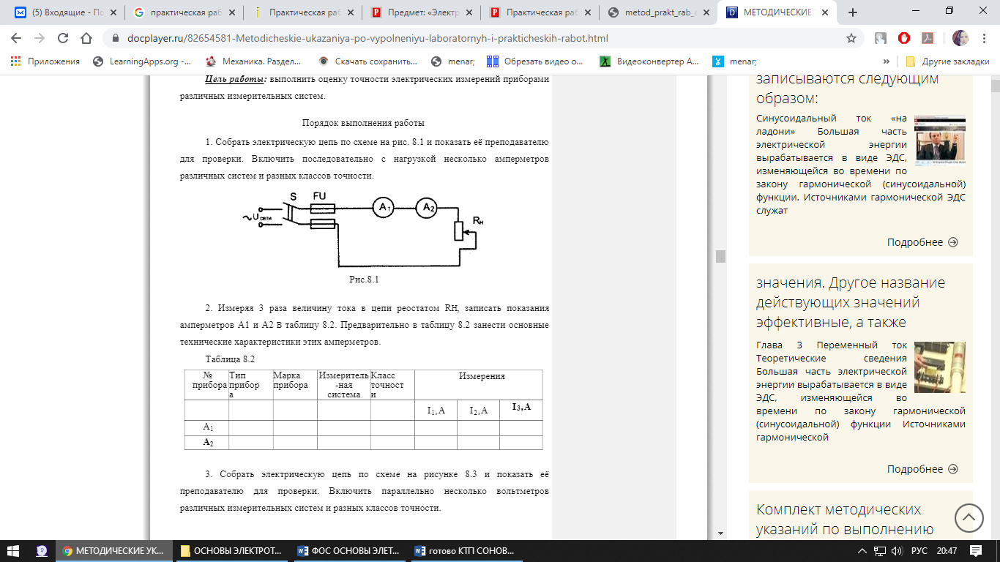 (5) Входящие - По
практическая раб
Практическая раб
Предмет: «Электр
Практическая раб
metod_prakt_rab_
МЕТОДИЧЕСКИЕ
docplayer.ru/82654581-Metodicheskie-ukazaniya-po-vypolneniyu-laboratornyh-i-prakticheskih-rabot.html
Приложения
LearningApps.org -...
Механика. Раздел...
Скачать сохранить...
menar;
Обрезать видео о...
Видеоконвертер А...
menar;
»
Другие закладки
Цель работы: выполнить оценку точности электрических измерений приборами
различных измерительных систем.
Порядок выполнения работы
1. Собрать электрическую цепь по схеме на рис. 8.1 и показать её преподавателю
для проверки. Включить последовательно с нагрузкой несколько амперметров
различных систем и разных классов точности.
S FU A1 A2
~U сети
Rн
Рис.8.1
2. Измеряя 3 раза величину тока в цепи реостатом RH, записать показания
амперметров А1 и А2 В таблицу 8.2. Предварительно в таблицу 8.2 занести основные
технические характеристики этих амперметров.
Таблица 8.2
№ прибора
Тип прибор а
Марка прибора
Измеритель -ная система
Класс точност и
Измерения
I1,А I2,А I3,А
А1
А2
3. Собрать электрическую цепь по схеме на рисунке 8.3 и показать её
преподавателю для проверки. Включить параллельно несколько вольтметров
различных измерительных систем и разных классов точности.
записываются следующим
образом:
Синусоидальный ток «на
ладони» Большая часть
электрической энергии
вырабатывается в виде ЭДС,
изменяющейся во времени по
закону гармонической (синусоидальной)
функции. Источниками гармонической ЭДС
служат
Подробнее
значения. Другое название
действующих значений
эффективные, а также
Глава 3 Переменный ток
Теоретические сведения
Большая часть электрической
энергии вырабатывается в виде
ЭДС, изменяющейся во
времени по закону гармонической
(синусоидальной) функции Источниками
гармонической
Подробнее
Комплект методических
указаний по выполнению
МЕТОДИЧЕСКИЕ УК...
ОСНОВЫ ЭЛЕКТРОТ...
ФОС ОСНОВЫ ЭЛЕТ...
готово КТП СОНОВ...
РУС
20:47